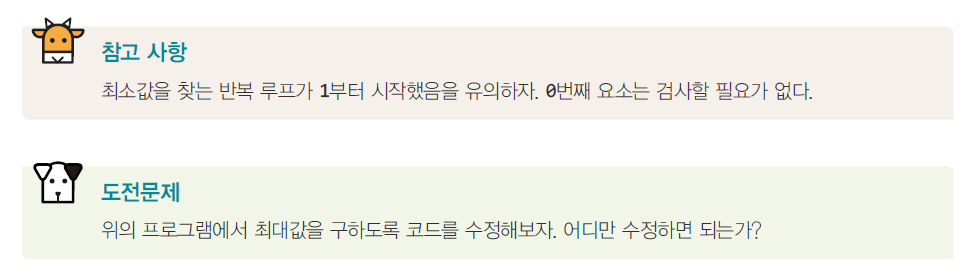 참고 사항
최소값을 찾는 반복 루프가 1부터 시작했음을 유의하자. 0번째 요소는 검사할 필요가 없다.
도전문제
위의 프로그램에서 최대값을 구하도록 코드를 수정해보자. 어디만 수정하면 되는가?